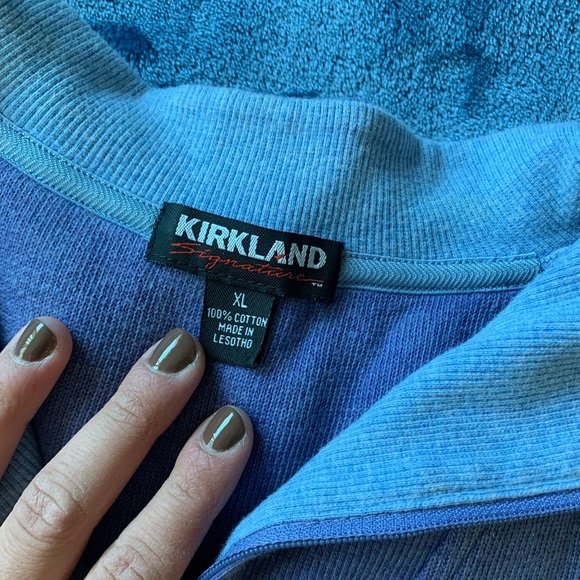 KIRKLAND
Signature
™
XL
100% COTTON
MADE IN
LESOTHO